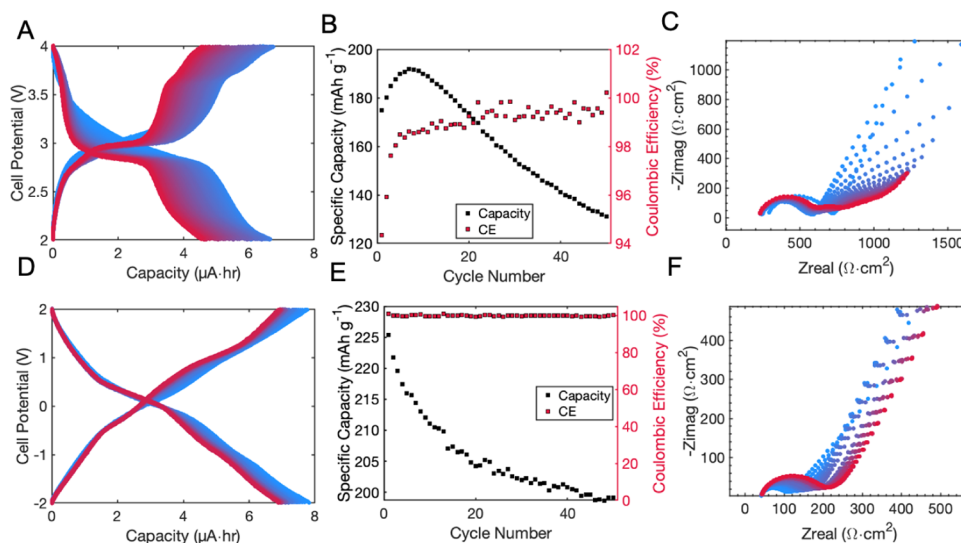 A
Cell Potential (V)
4
3.5
3
2.5
2
0 2 4 6 8
Capacity (µA·hr)
B
Specific Capacity (mAh g⁻¹)
200
180
160
140
120
0 20 40
Cycle Number
Capacity
CE
102
100
98
96
94
Coulombic Efficiency (%)
C
-Zimag (Ω·cm²)
1000
800
600
400
200
0
0 500 1000 1500
Zreal (Ω·cm²)
D
Cell Potential (V)
2
1
0
-1
-2
0 2 4 6 8
Capacity (µA·hr)
E
Specific Capacity (mAh g⁻¹)
230
225
220
215
210
205
200
0 20 40
Cycle Number
Capacity
CE
100
80
60
40
20
0
Coulombic Efficiency (%)
F
-Zimag (Ω·cm²)
400
300
200
100
0 100 200 300 400 500
Zreal (Ω·cm²)